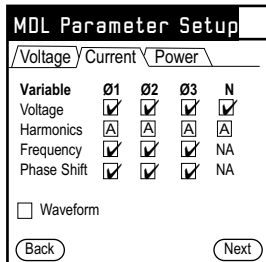 MDL Parameter Setup
Voltage Current Power
Variable Ø1 Ø2 Ø3 N
Voltage
Harmonics A A A A
Frequency NA
Phase Shift NA
Waveform
Back Next